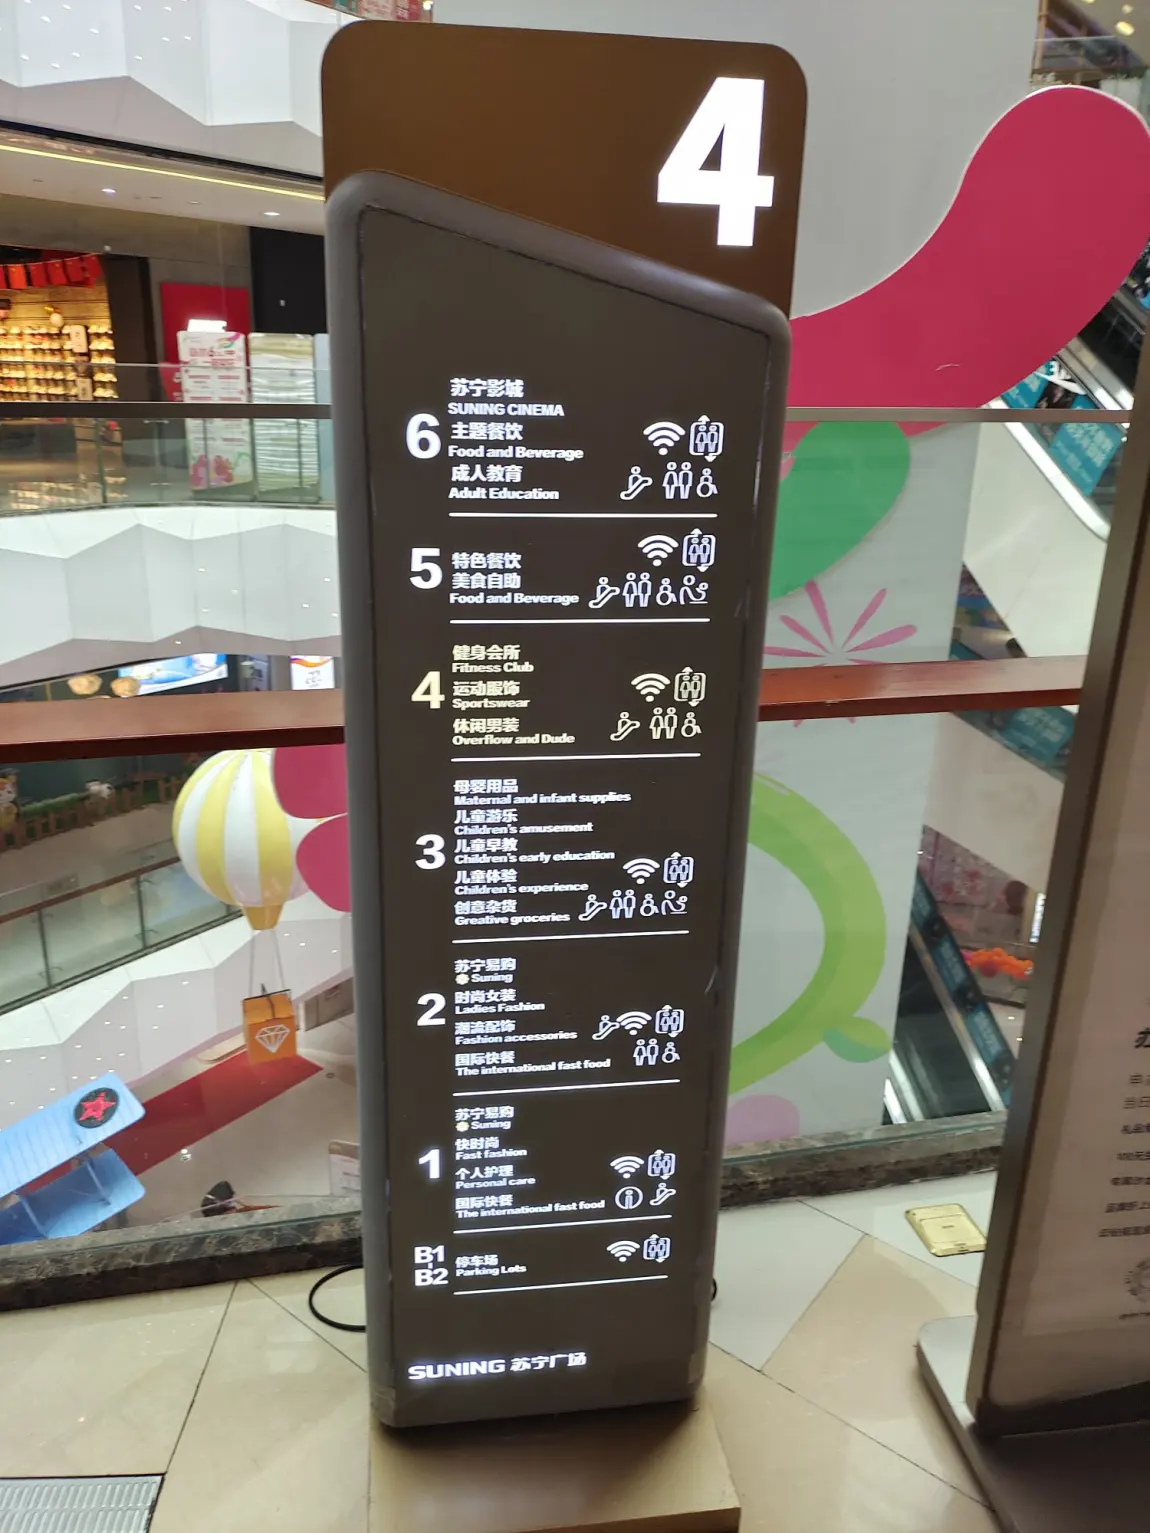 4
苏宁影城
SUNING CINEMA
6
主题餐饮
Food and Beverage
成人教育
Adult Education
5
特色餐饮
美食自助
Food and Beverage
健身会所
Fitness Club
4
运动服饰
Sportswear
休闲男装
Overflow and Dude
母婴用品
Maternal and infant supplies
儿童游乐
Children's amusement
3
儿童早教
Children's early education
儿童体验
Children's experience
创意杂货
Greative groceries
苏宁易购
Suning
2
时尚女装
Ladies Fashion
潮流配饰
Fashion accessories
国际快餐
The international fast food
苏宁易购
Suning
1
快时尚
Fast fashion
个人护理
Personal care
国际快餐
The international fast food
B1
B2
停车场
Parking Lots
SUNING 苏宁广场